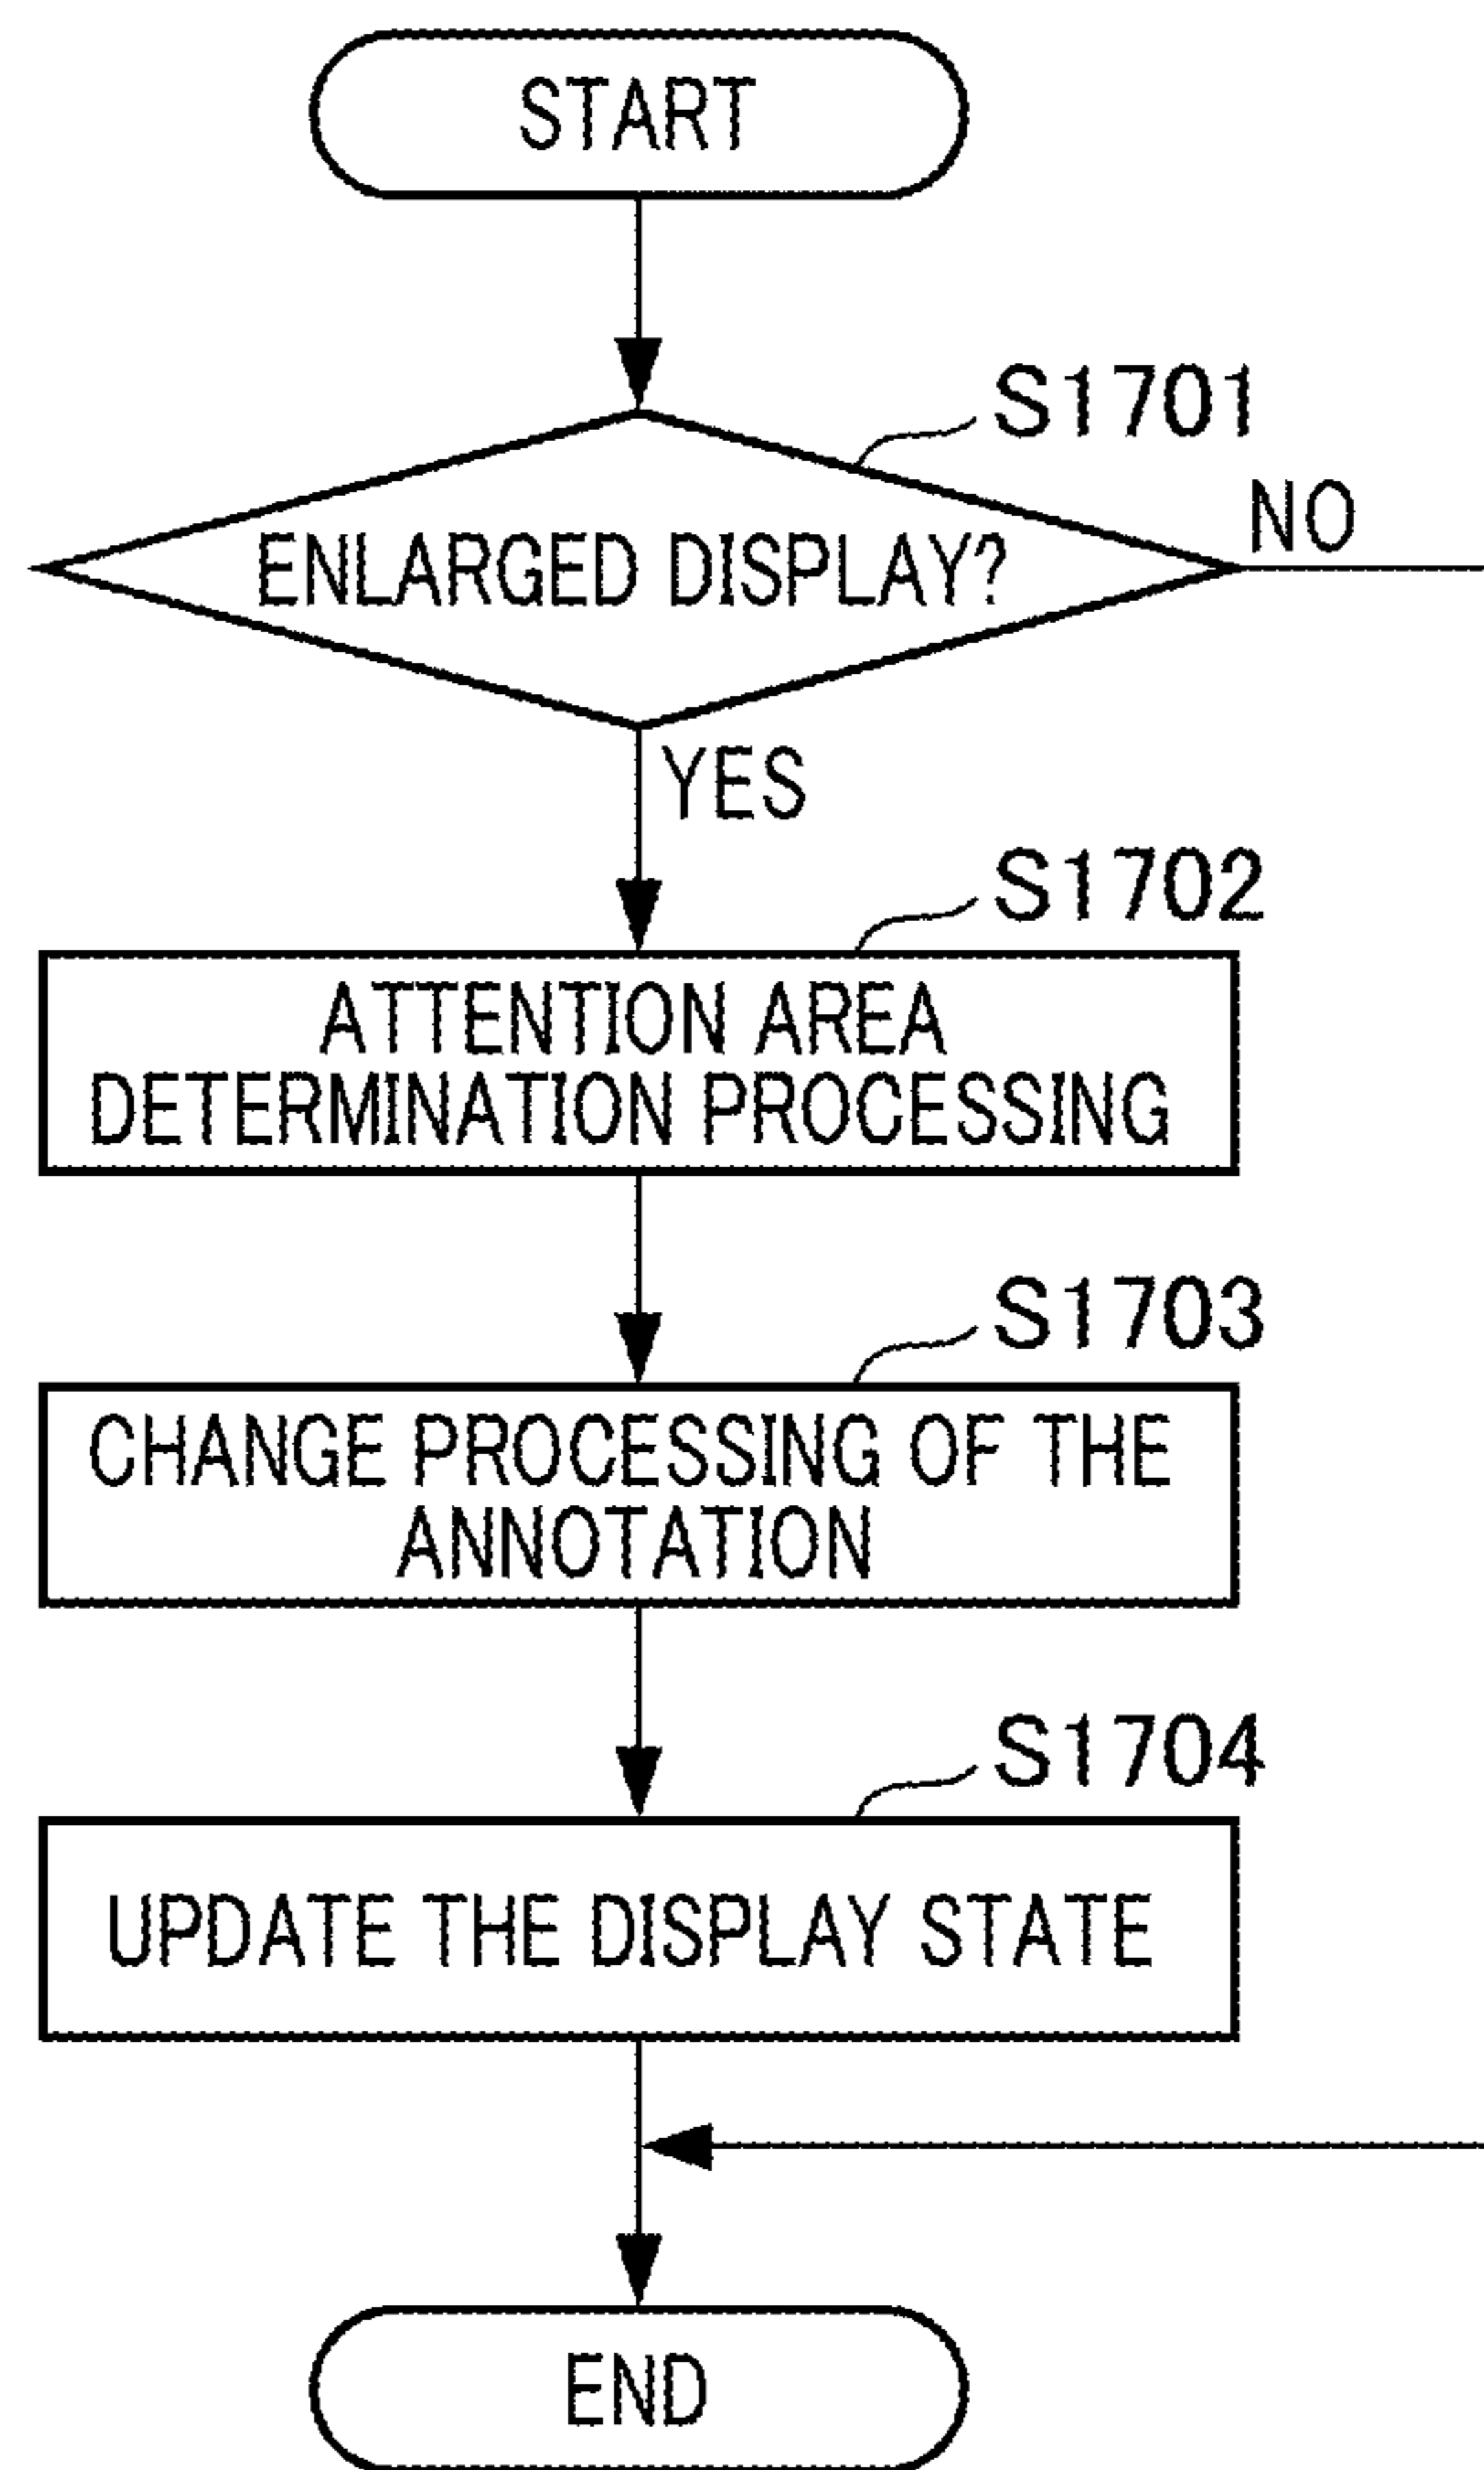 START
S1701
ENLARGED DISPLAY?
NO
YES
S1702
ATTENTION AREA
DETERMINATION PROCESSING
S1703
CHANGE PROCESSING OF THE
ANNOTATION
S1704
UPDATE THE DISPLAY STATE
END